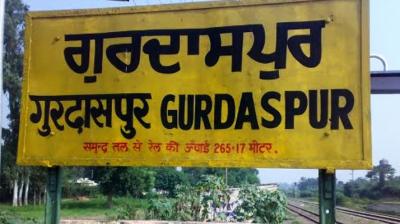 ਗੁਰਦਾਸਪੁਰ
गुरदासपुर GURDASPUR
समुन्द्र तल से रेल की ऊंचाई 265·17 मीटर.